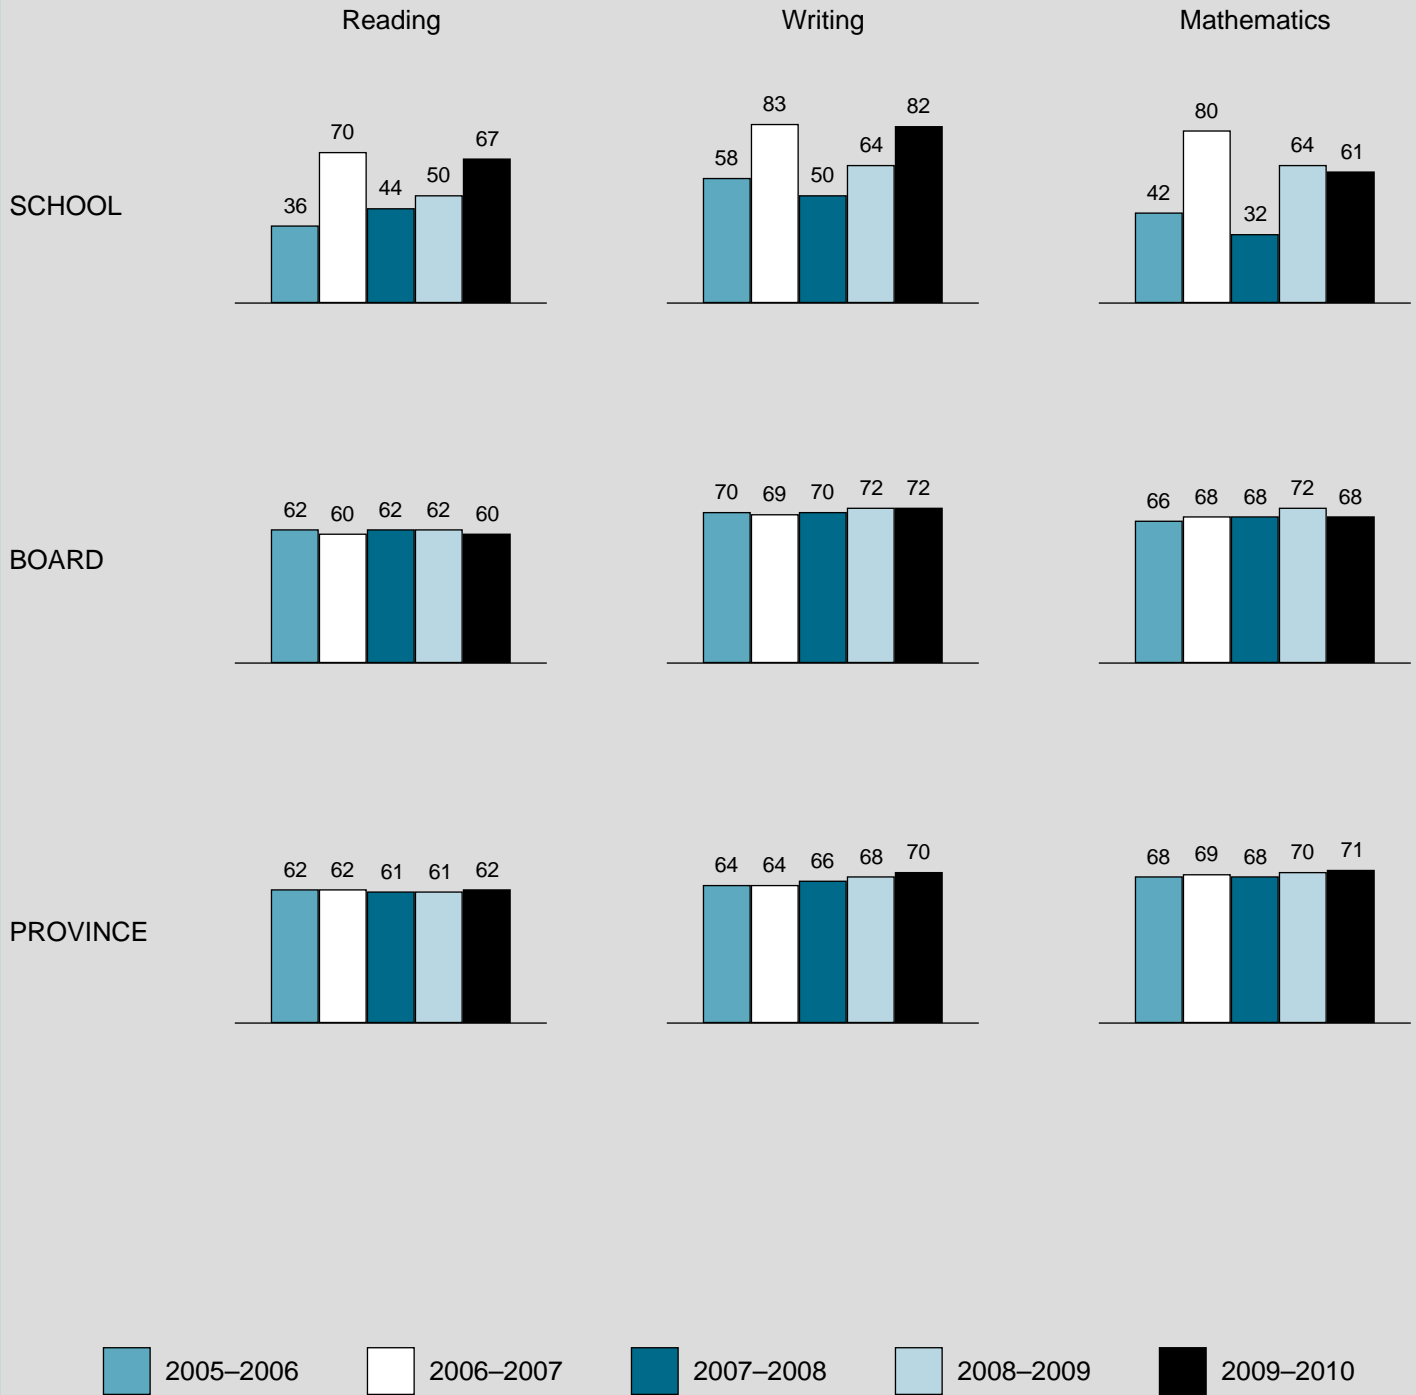 Reading Writing Mathematics
SCHOOL
36 70 44 50 67
58 83 50 64 82
42 80 32 64 61
BOARD
62 60 62 62 60
70 69 70 72 72
66 68 68 72 68
PROVINCE
62 62 61 61 62
64 64 66 68 70
68 69 68 70 71
2005–2006 2006–2007 2007–2008 2008–2009 2009–2010